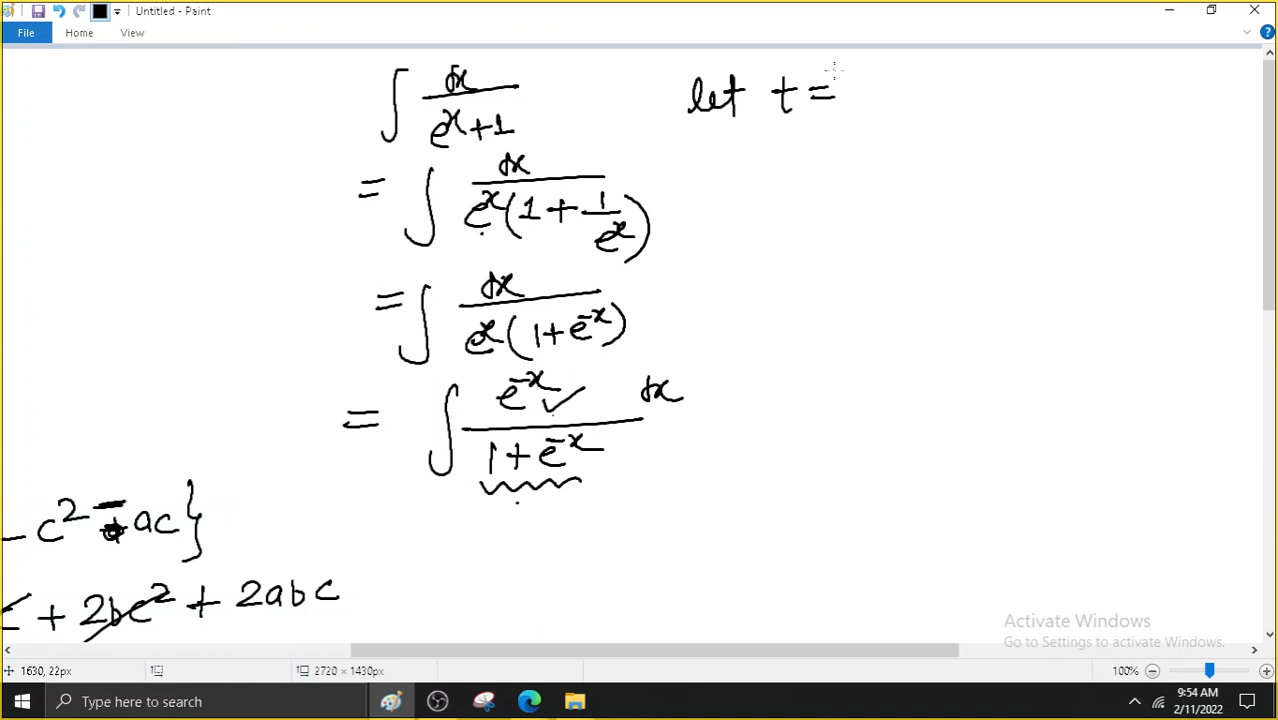 Untitled - Paint
File Home View
∫ dx / (e^x + 1)
let t =
= ∫ dx / (e^x (1 + 1/e^x))
= ∫ dx / (e^x (1 + e^-x))
= ∫ e^-x ✓ / (1 + e^-x) dx
- c² - ac}
+ 2bc² + 2abc
Activate Windows
Go to Settings to activate Windows.
1630, 22px
2720 × 1430px
100%
Type here to search
9:54 AM
2/11/2022